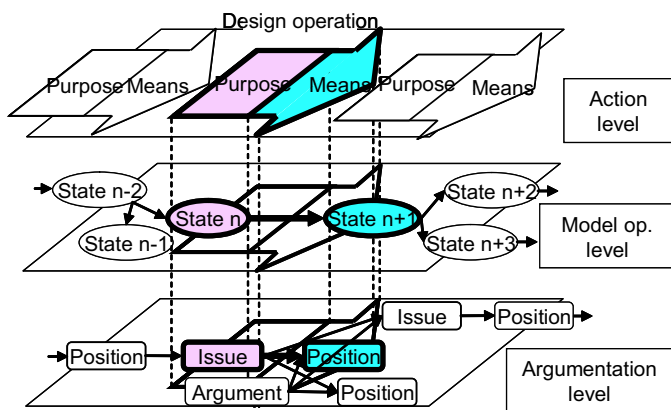 Design operation
Purpose Means
Purpose Means
Purpose Means
Action
level
State n-2
State n-1
State n
State n+1
State n+2
State n+3
Model op.
level
Issue
Position
Position
Issue
Position
Argument
Position
Argumentation
level